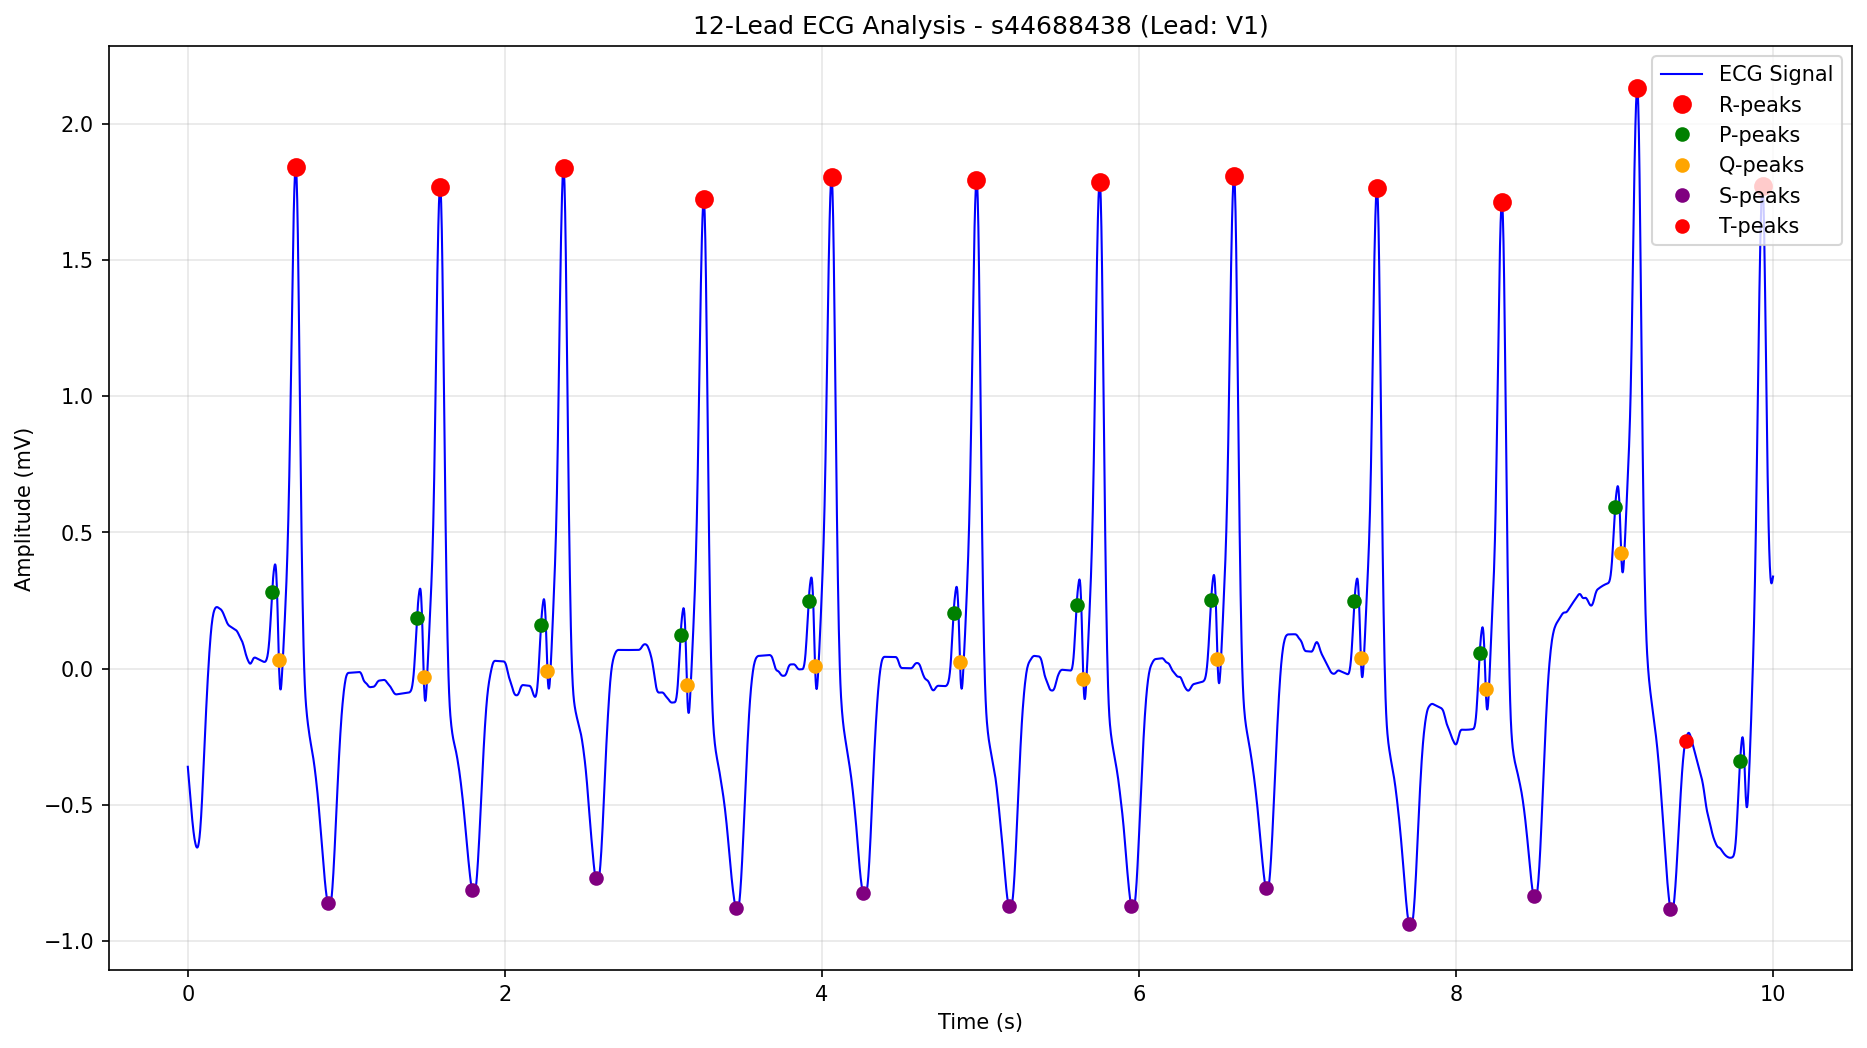 12-Lead ECG Analysis - s44688438 (Lead: V1)
ECG Signal
R-peaks
P-peaks
Q-peaks
S-peaks
T-peaks
Amplitude (mV)
2.0
1.5
1.0
0.5
0.0
−0.5
−1.0
0 2 4 6 8 10
Time (s)